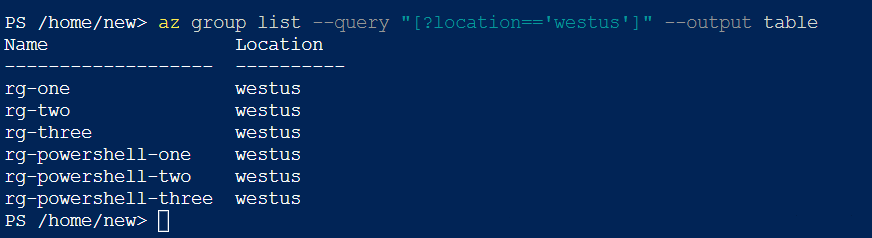 PS /home/new> az group list --query "[?location=='westus']" --output table
Name                 Location
-------------------  ----------
rg-one               westus
rg-two               westus
rg-three             westus
rg-powershell-one    westus
rg-powershell-two    westus
rg-powershell-three  westus
PS /home/new>